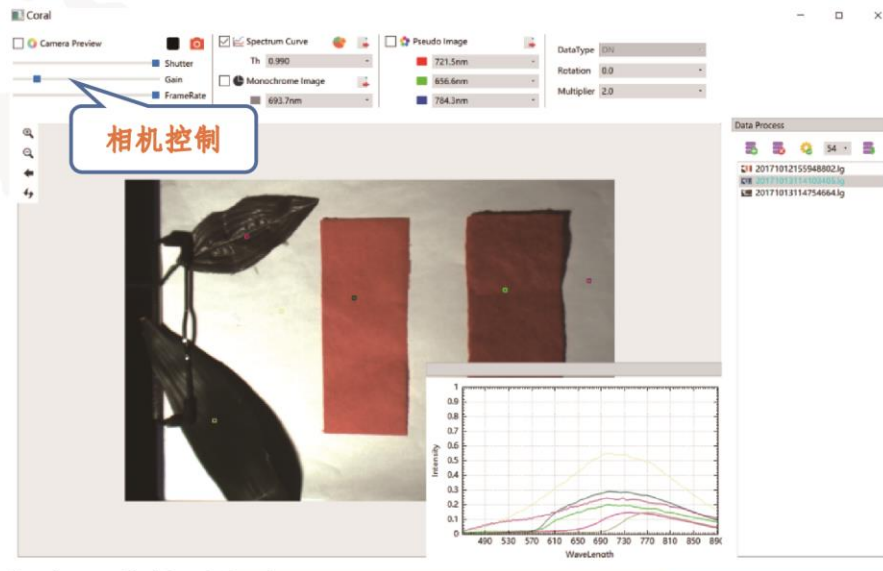 Coral
Camera Preview
Shutter
Gain
FrameRate
Spectrum Curve
Th 0.990
Monochrome Image
693.7nm
Pseudo Image
721.5nm
656.6nm
784.3nm
DataType DN
Rotation 0.0
Multiplier 2.0
相机控制
Data Process
54
20171012155948802.lg
20171013114103405.lg
20171013114754664.lg
1
0.9
0.8
0.7
0.6
0.5
0.4
0.3
0.2
0.1
0
Intensity
490 530 570 610 650 690 730 770 810 850 890
WaveLength